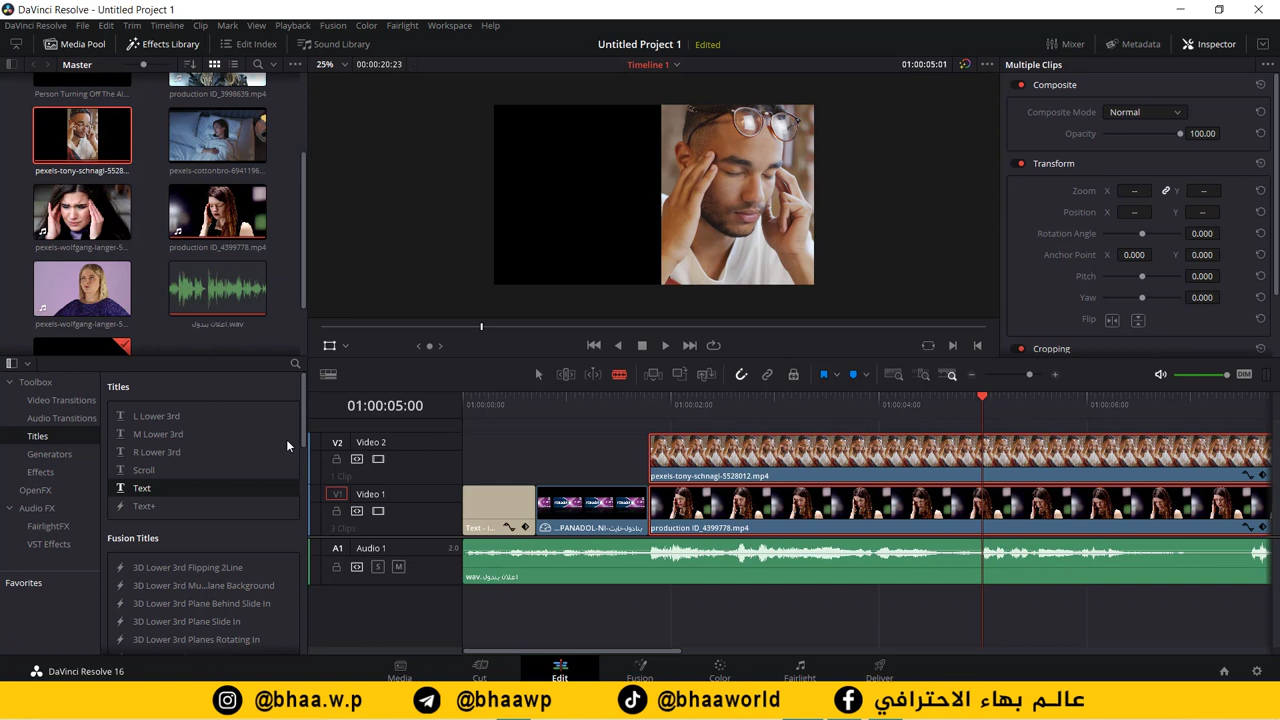 DaVinci Resolve - Untitled Project 1
DaVinci Resolve File Edit Trim Timeline Clip Mark View Playback Fusion Color Fairlight Workspace Help
Media Pool Effects Library Edit Index Sound Library Untitled Project 1 Edited Mixer Metadata Inspector
Master 25% 00:00:20:23 Timeline 1 01:00:05:01 Multiple Clips
Person Turning Off The Al... production ID_3998639.mp4
pexels-tony-schnagl-5528... pexels-cottonbro-6941196...
pexels-wolfgang-langer-5... production ID_4399778.mp4
pexels-wolfgang-langer-5... اعلان بندول.wav
Composite
Composite Mode Normal
Opacity 100.00
Transform
Zoom X -- Y --
Position X -- Y --
Rotation Angle 0.000
Anchor Point X 0.000 Y 0.000
Pitch 0.000
Yaw 0.000
Flip
Cropping
Toolbox
Video Transitions
Audio Transitions
Titles
Generators
Effects
OpenFX
Audio FX
FairlightFX
VST Effects
Favorites
Titles
L Lower 3rd
M Lower 3rd
R Lower 3rd
Scroll
Text
Text+
Fusion Titles
3D Lower 3rd Flipping 2Line
3D Lower 3rd Mu...lane Background
3D Lower 3rd Plane Behind Slide In
3D Lower 3rd Plane Slide In
3D Lower 3rd Planes Rotating In
DIM
01:00:05:00 01:00:00:00 01:00:02:00 01:00:04:00 01:00:06:00
V2 Video 2
1 Clip
pexels-tony-schnagl-5528012.mp4
V1 Video 1
3 Clips
Text - ... ...PANADOL-NI-بنادول-نايت production ID_4399778.mp4
A1 Audio 1 2.0
S M
اعلان بندول.wav
DaVinci Resolve 16 Media Cut Edit Fusion Color Fairlight Deliver
@bhaa.w.p @bhaawp @bhaaworld عالم بهاء الاحترافي